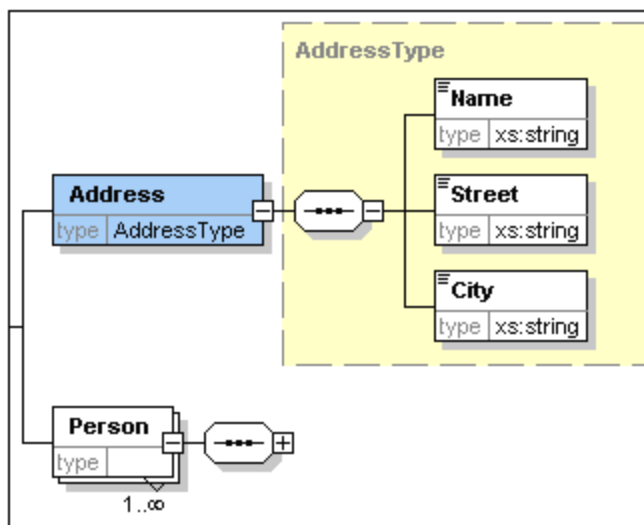 AddressType
Name
type xs:string
Address
type AddressType
Street
type xs:string
City
type xs:string
Person
type
1..∞